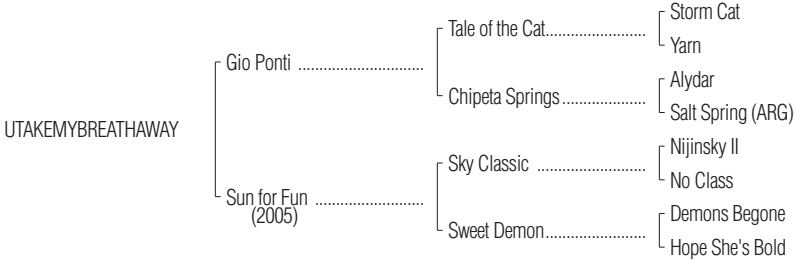 Storm Cat
Tale of the Cat........................
Yarn
Gio Ponti ..............................
Alydar
Chipeta Springs....................
Salt Spring (ARG)
UTAKEMYBREATHAWAY
Nijinsky II
Sky Classic ..........................
No Class
Sun for Fun ..........................
(2005)
Demons Begone
Sweet Demon........................
Hope She's Bold